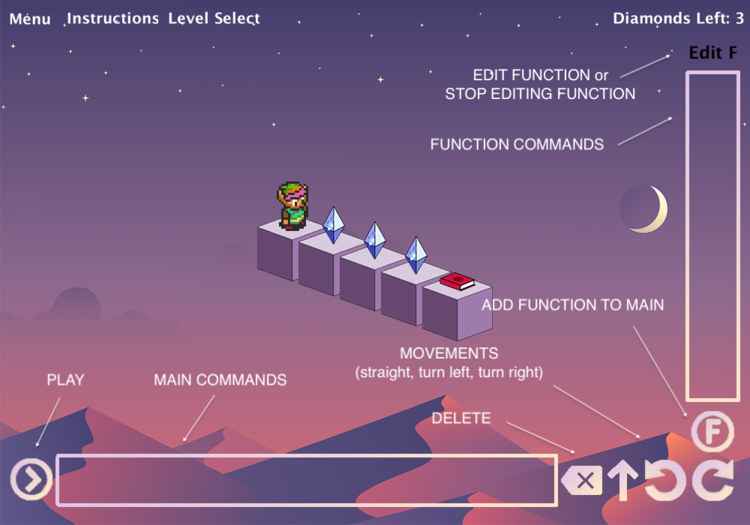 Menu Instructions Level Select Diamonds Left: 3
Edit F
EDIT FUNCTION or
STOP EDITING FUNCTION
FUNCTION COMMANDS
ADD FUNCTION TO MAIN
MOVEMENTS
(straight, turn left, turn right)
PLAY
MAIN COMMANDS
DELETE
F